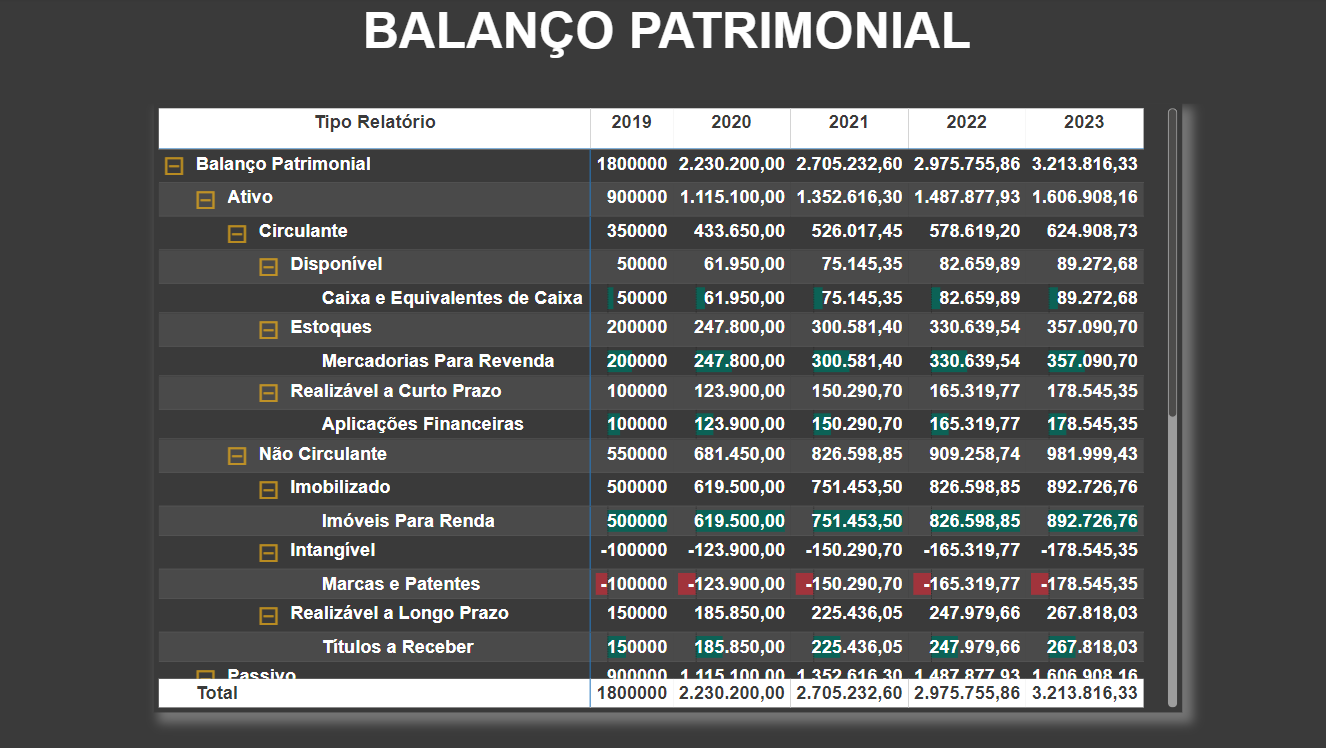 BALANÇO PATRIMONIAL
Tipo Relatório 2019 2020 2021 2022 2023
Balanço Patrimonial 1800000 2.230.200,00 2.705.232,60 2.975.755,86 3.213.816,33
Ativo 900000 1.115.100,00 1.352.616,30 1.487.877,93 1.606.908,16
Circulante 350000 433.650,00 526.017,45 578.619,20 624.908,73
Disponível 50000 61.950,00 75.145,35 82.659,89 89.272,68
Caixa e Equivalentes de Caixa 50000 61.950,00 75.145,35 82.659,89 89.272,68
Estoques 200000 247.800,00 300.581,40 330.639,54 357.090,70
Mercadorias Para Revenda 200000 247.800,00 300.581,40 330.639,54 357.090,70
Realizável a Curto Prazo 100000 123.900,00 150.290,70 165.319,77 178.545,35
Aplicações Financeiras 100000 123.900,00 150.290,70 165.319,77 178.545,35
Não Circulante 550000 681.450,00 826.598,85 909.258,74 981.999,43
Imobilizado 500000 619.500,00 751.453,50 826.598,85 892.726,76
Imóveis Para Renda 500000 619.500,00 751.453,50 826.598,85 892.726,76
Intangível -100000 -123.900,00 -150.290,70 -165.319,77 -178.545,35
Marcas e Patentes -100000 -123.900,00 -150.290,70 -165.319,77 -178.545,35
Realizável a Longo Prazo 150000 185.850,00 225.436,05 247.979,66 267.818,03
Títulos a Receber 150000 185.850,00 225.436,05 247.979,66 267.818,03
Passivo 900000 1.115.100,00 1.352.616,30 1.487.877,93 1.606.908,16
Total 1800000 2.230.200,00 2.705.232,60 2.975.755,86 3.213.816,33